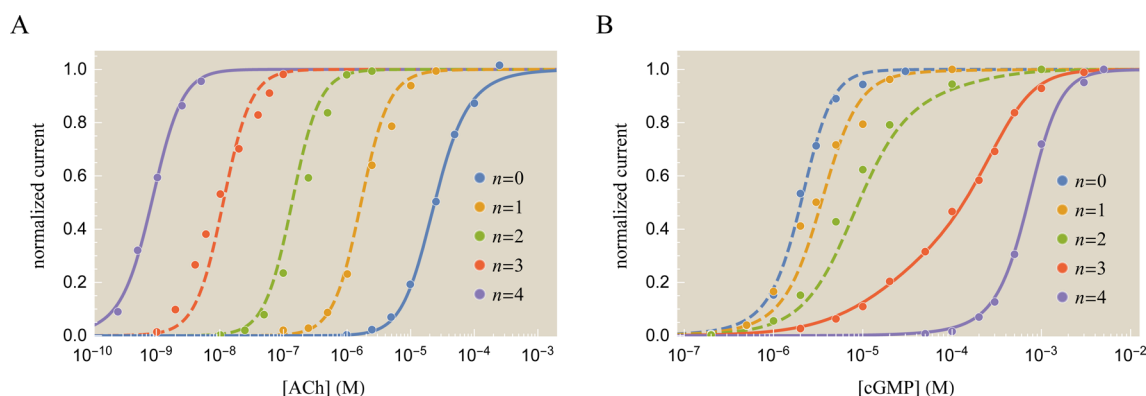 A
B
normalized current
1.0
0.8
0.6
0.4
0.2
0.0
n=0
n=1
n=2
n=3
n=4
10⁻¹⁰ 10⁻⁹ 10⁻⁸ 10⁻⁷ 10⁻⁶ 10⁻⁵ 10⁻⁴ 10⁻³
[ACh] (M)
normalized current
1.0
0.8
0.6
0.4
0.2
0.0
n=0
n=1
n=2
n=3
n=4
10⁻⁷ 10⁻⁶ 10⁻⁵ 10⁻⁴ 10⁻³ 10⁻²
[cGMP] (M)